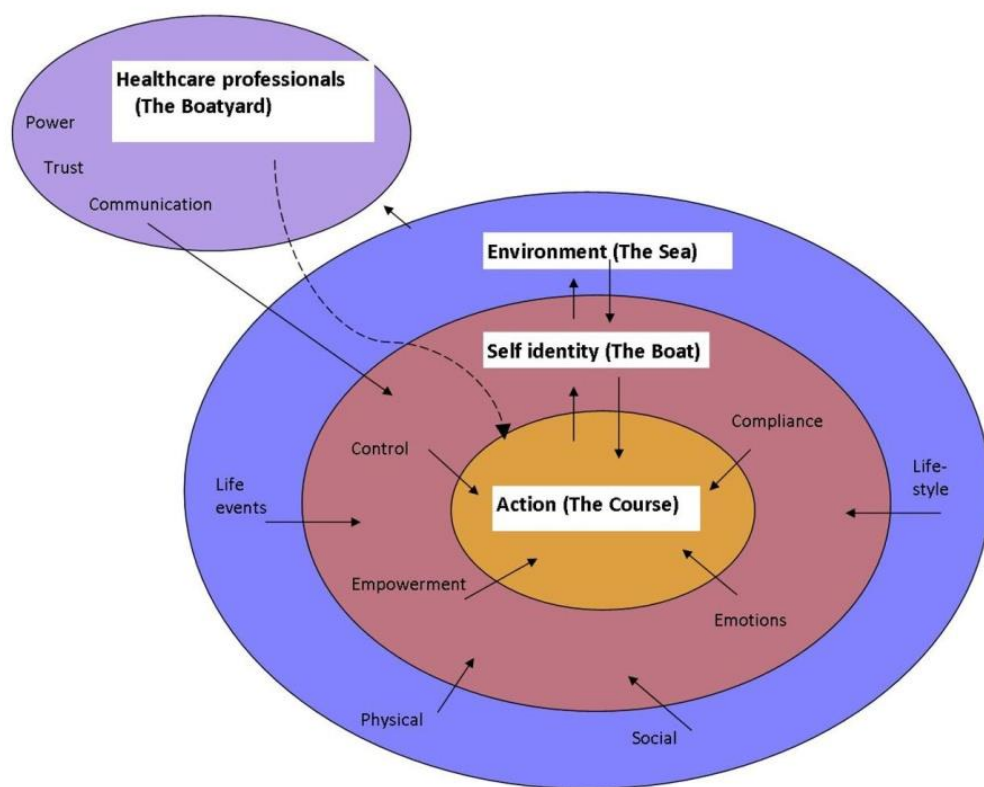 Healthcare professionals
(The Boatyard)
Power
Trust
Communication
Environment (The Sea)
Self identity (The Boat)
Compliance
Control
Life-
style
Life
events
Action (The Course)
Empowerment
Emotions
Physical
Social